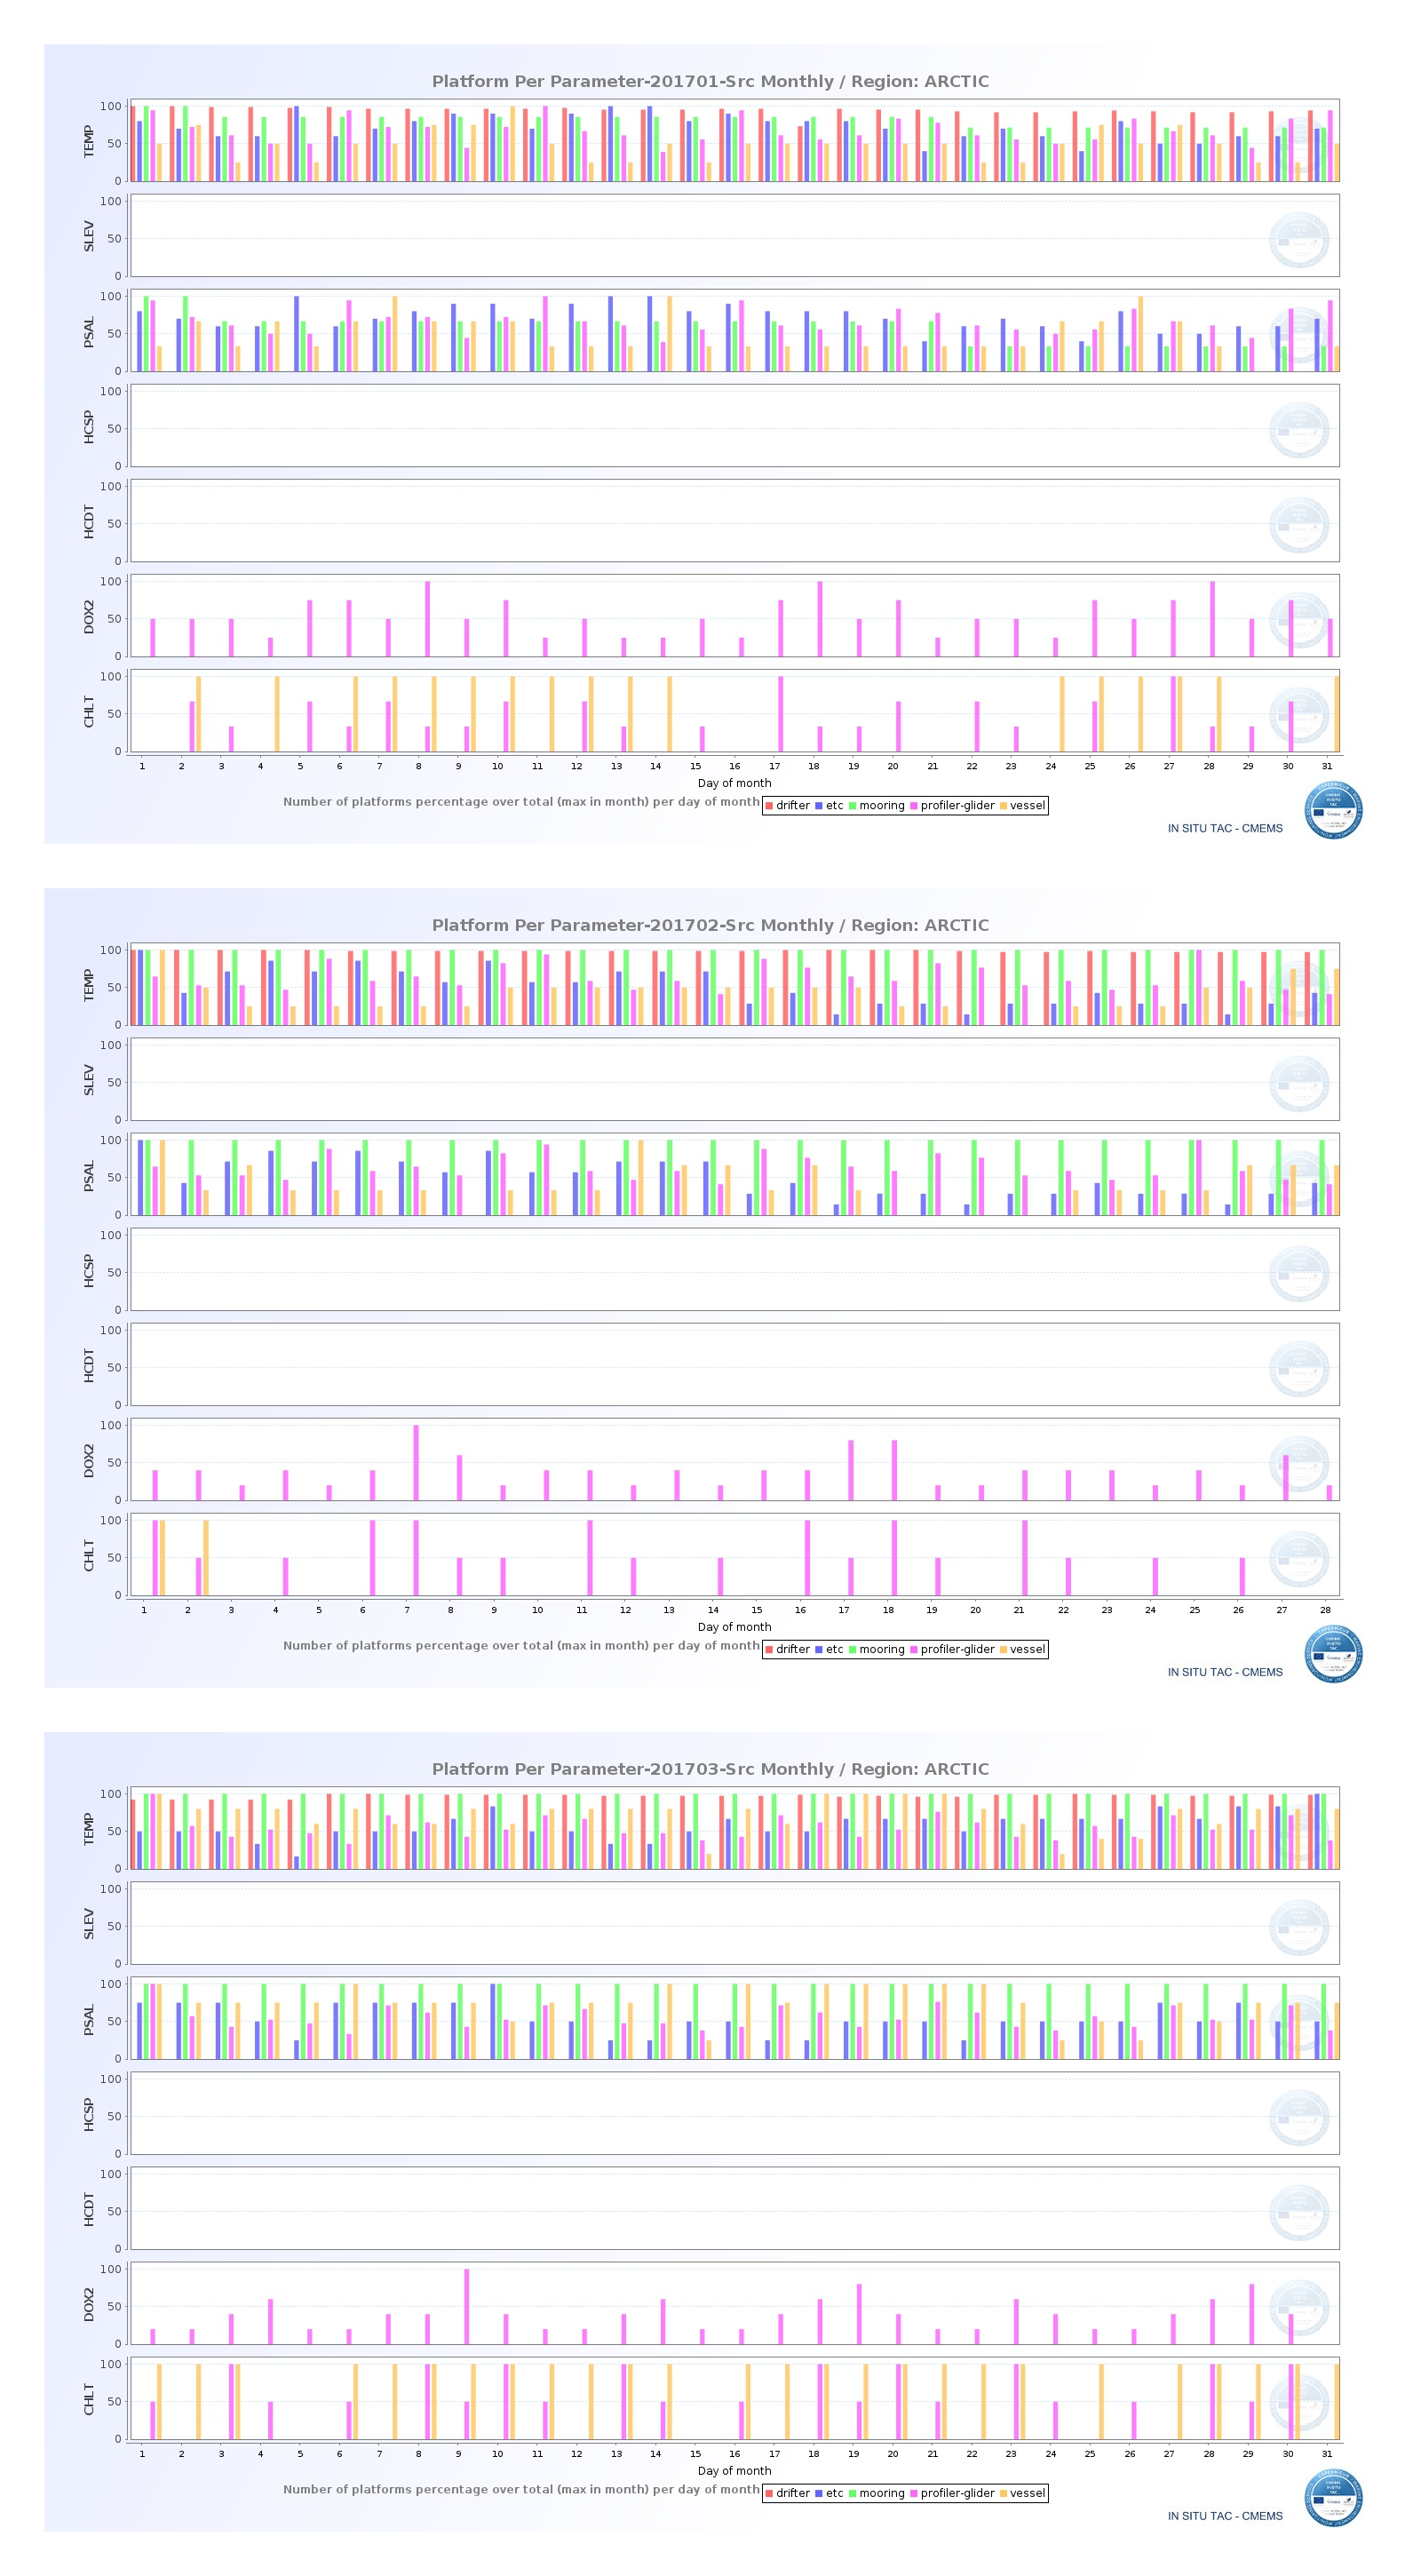 Platform Per Parameter-201701-Src Monthly / Region: ARCTIC
100
50
0
TEMP
100
50
0
SLEV
100
50
0
PSAL
100
50
0
HCSP
100
50
0
HCDT
100
50
0
DOX2
100
50
0
CHLT
1 2 3 4 5 6 7 8 9 10 11 12 13 14 15 16 17 18 19 20 21 22 23 24 25 26 27 28 29 30 31
Day of month
Number of platforms percentage over total (max in month) per day of month drifter etc mooring profiler-glider vessel
IN SITU TAC - CMEMS
Platform Per Parameter-201702-Src Monthly / Region: ARCTIC
100
50
0
TEMP
100
50
0
SLEV
100
50
0
PSAL
100
50
0
HCSP
100
50
0
HCDT
100
50
0
DOX2
100
50
0
CHLT
1 2 3 4 5 6 7 8 9 10 11 12 13 14 15 16 17 18 19 20 21 22 23 24 25 26 27 28
Day of month
Number of platforms percentage over total (max in month) per day of month drifter etc mooring profiler-glider vessel
IN SITU TAC - CMEMS
Platform Per Parameter-201703-Src Monthly / Region: ARCTIC
100
50
0
TEMP
100
50
0
SLEV
100
50
0
PSAL
100
50
0
HCSP
100
50
0
HCDT
100
50
0
DOX2
100
50
0
CHLT
1 2 3 4 5 6 7 8 9 10 11 12 13 14 15 16 17 18 19 20 21 22 23 24 25 26 27 28 29 30 31
Day of month
Number of platforms percentage over total (max in month) per day of month drifter etc mooring profiler-glider vessel
IN SITU TAC - CMEMS